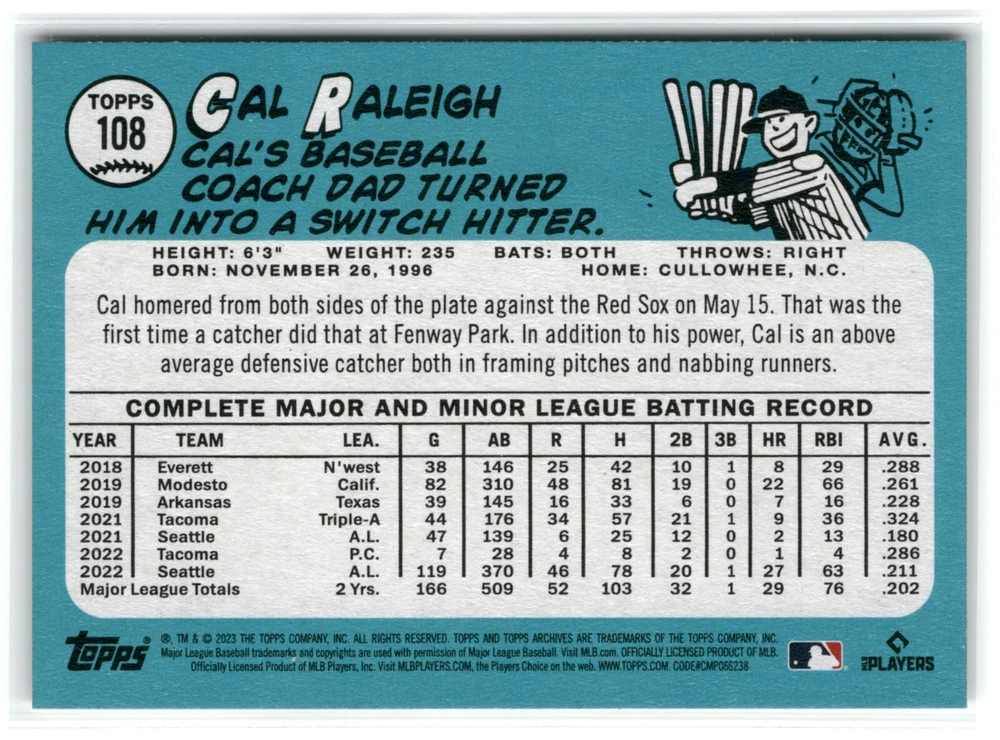 TOPPS
108
CAL RALEIGH
CAL'S BASEBALL
COACH DAD TURNED
HIM INTO A SWITCH HITTER.
HEIGHT: 6'3" WEIGHT: 235 BATS: BOTH THROWS: RIGHT
BORN: NOVEMBER 26, 1996 HOME: CULLOWHEE, N.C.
Cal homered from both sides of the plate against the Red Sox on May 15. That was the
first time a catcher did that at Fenway Park. In addition to his power, Cal is an above
average defensive catcher both in framing pitches and nabbing runners.
COMPLETE MAJOR AND MINOR LEAGUE BATTING RECORD
YEAR TEAM LEA. G AB R H 2B 3B HR RBI AVG.
2018 Everett N'west 38 146 25 42 10 1 8 29 .288
2019 Modesto Calif. 82 310 48 81 19 0 22 66 .261
2019 Arkansas Texas 39 145 16 33 6 0 7 16 .228
2021 Tacoma Triple-A 44 176 34 57 21 1 9 36 .324
2021 Seattle A.L. 47 139 6 25 12 0 2 13 .180
2022 Tacoma P.C. 7 28 4 8 2 0 1 4 .286
2022 Seattle A.L. 119 370 46 78 20 1 27 63 .211
Major League Totals 2 Yrs. 166 509 52 103 32 1 29 76 .202
Topps®
®, TM & © 2023 THE TOPPS COMPANY, INC. ALL RIGHTS RESERVED. TOPPS AND TOPPS ARCHIVES ARE TRADEMARKS OF THE TOPPS COMPANY, INC.
Major League Baseball trademarks and copyrights are used with permission of Major League Baseball. Visit MLB.com. OFFICIALLY LICENSED PRODUCT OF MLB.
Officially Licensed Product of MLB Players, Inc. Visit MLBPLAYERS.COM, the Players Choice on the web. WWW.TOPPS.COM. CODE#CMP066238
MLB PLAYERS